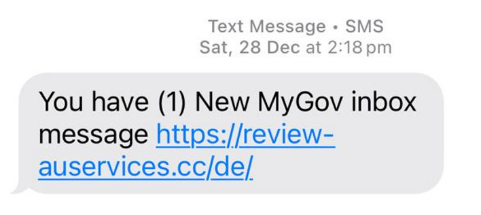 Text Message • SMS
Sat, 28 Dec at 2:18 pm
You have (1) New MyGov inbox
message https://review-
auservices.cc/de/